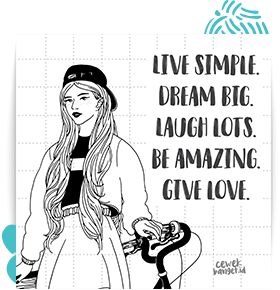 LIVE SIMPLE.
DREAM BIG.
LAUGH LOTS.
BE AMAZING.
GIVE LOVE.
cewek
banget.id